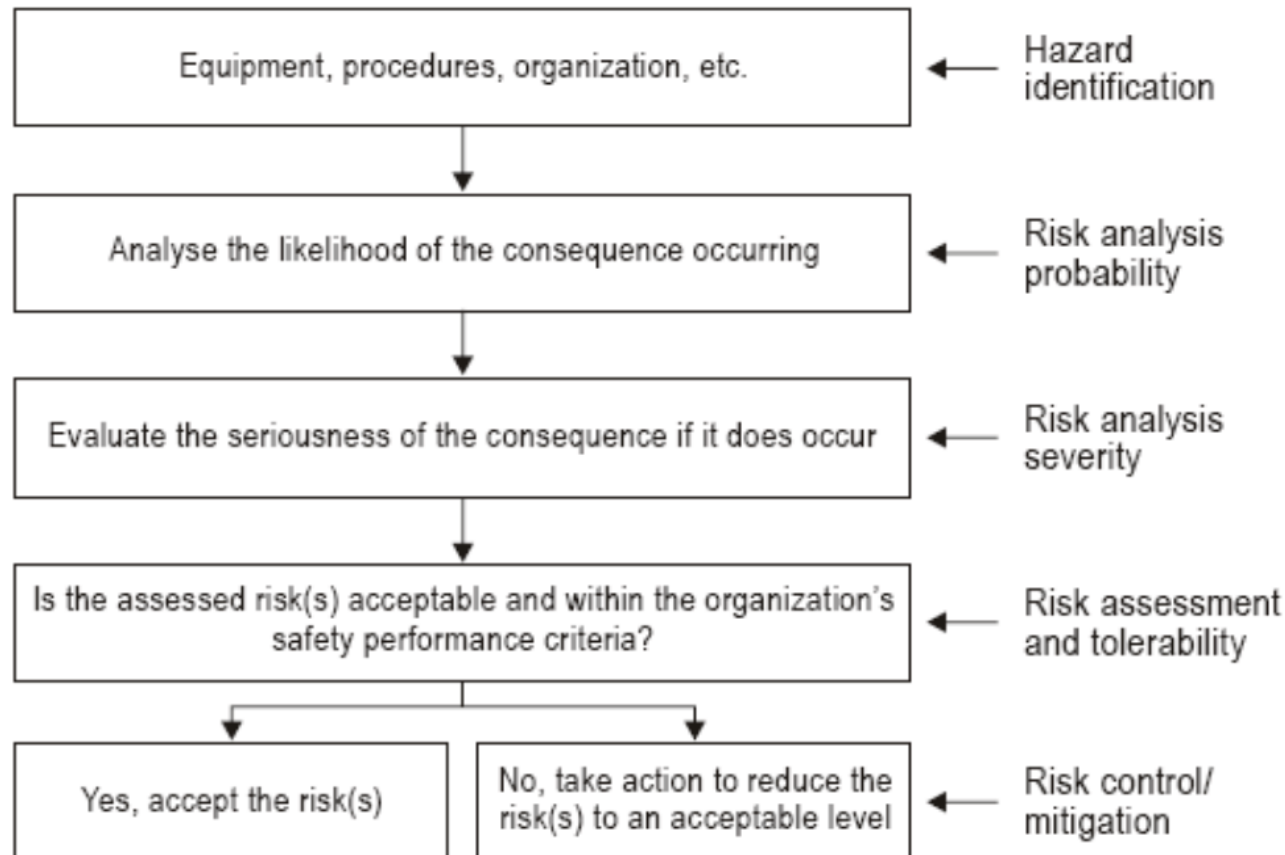 Equipment, procedures, organization, etc.
Hazard
identification
Analyse the likelihood of the consequence occurring
Risk analysis
probability
Evaluate the seriousness of the consequence if it does occur
Risk analysis
severity
Is the assessed risk(s) acceptable and within the organization's
safety performance criteria?
Risk assessment
and tolerability
Yes, accept the risk(s)
No, take action to reduce the
risk(s) to an acceptable level
Risk control/
mitigation